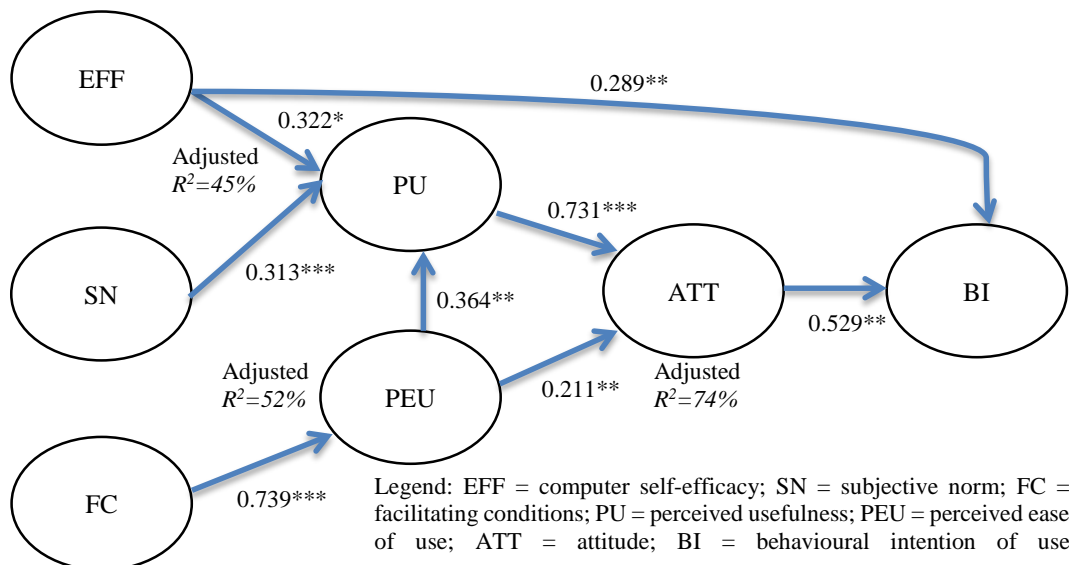 EFF
0.289**
0.322*
Adjusted
R²=45%
PU
0.731***
SN
0.313***
0.364**
ATT
BI
0.529**
Adjusted
R²=52%
PEU
0.211**
Adjusted
R²=74%
FC
0.739***
Legend: EFF = computer self-efficacy; SN = subjective norm; FC =
facilitating conditions; PU = perceived usefulness; PEU = perceived ease
of use; ATT = attitude; BI = behavioural intention of use